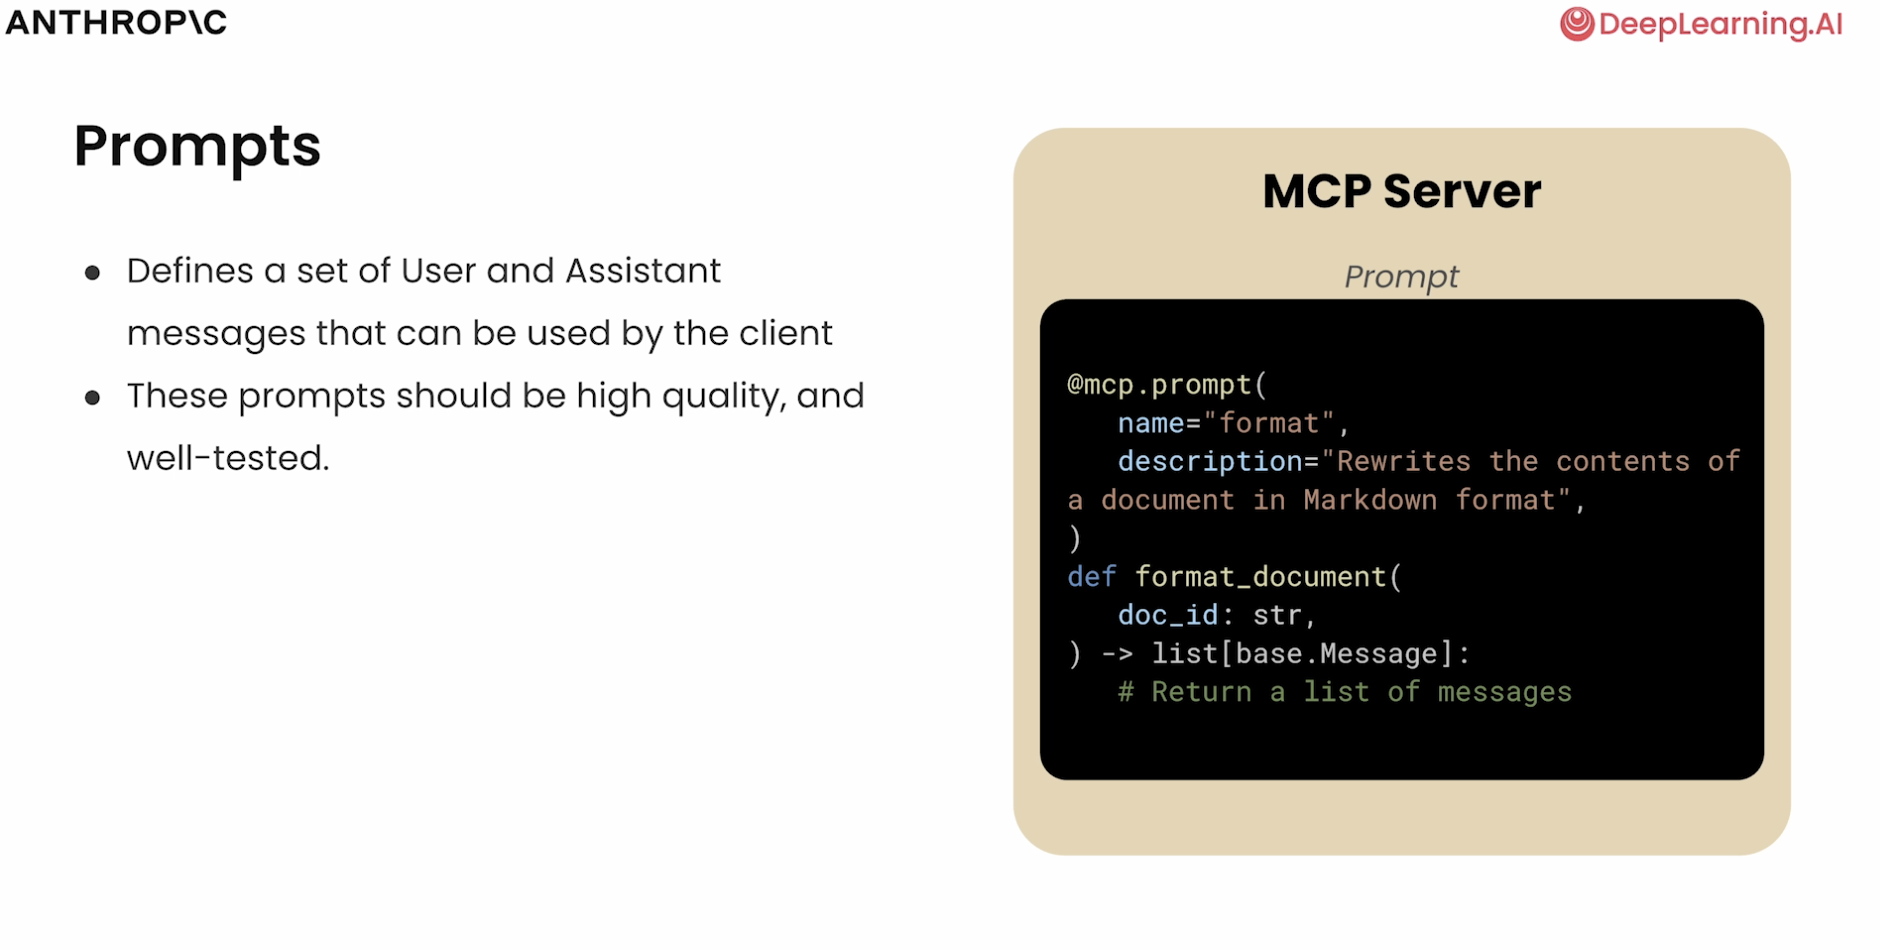 ANTHROP\C
DeepLearning.AI
Prompts
● Defines a set of User and Assistant
messages that can be used by the client
● These prompts should be high quality, and
well-tested.
MCP Server
Prompt
@mcp.prompt(
   name="format",
   description="Rewrites the contents of
a document in Markdown format",
)
def format_document(
   doc_id: str,
) -> list[base.Message]:
   # Return a list of messages